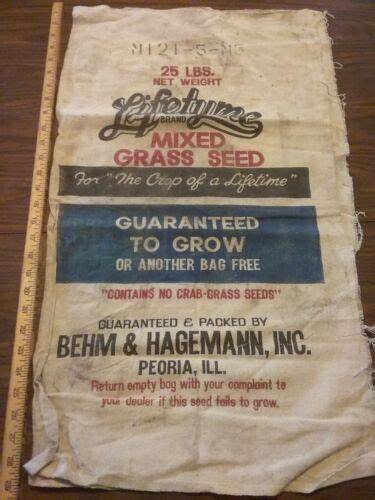 M121-5-M5
25 LBS.
NET WEIGHT
Lifetyme
BRAND
MIXED
GRASS SEED
For "The Crop of a Lifetime"
GUARANTEED
TO GROW
OR ANOTHER BAG FREE
"CONTAINS NO CRAB-GRASS SEEDS"
GUARANTEED & PACKED BY
BEHM & HAGEMANN, INC.
PEORIA, ILL.
Return empty bag with your complaint to
your dealer if this seed fails to grow.